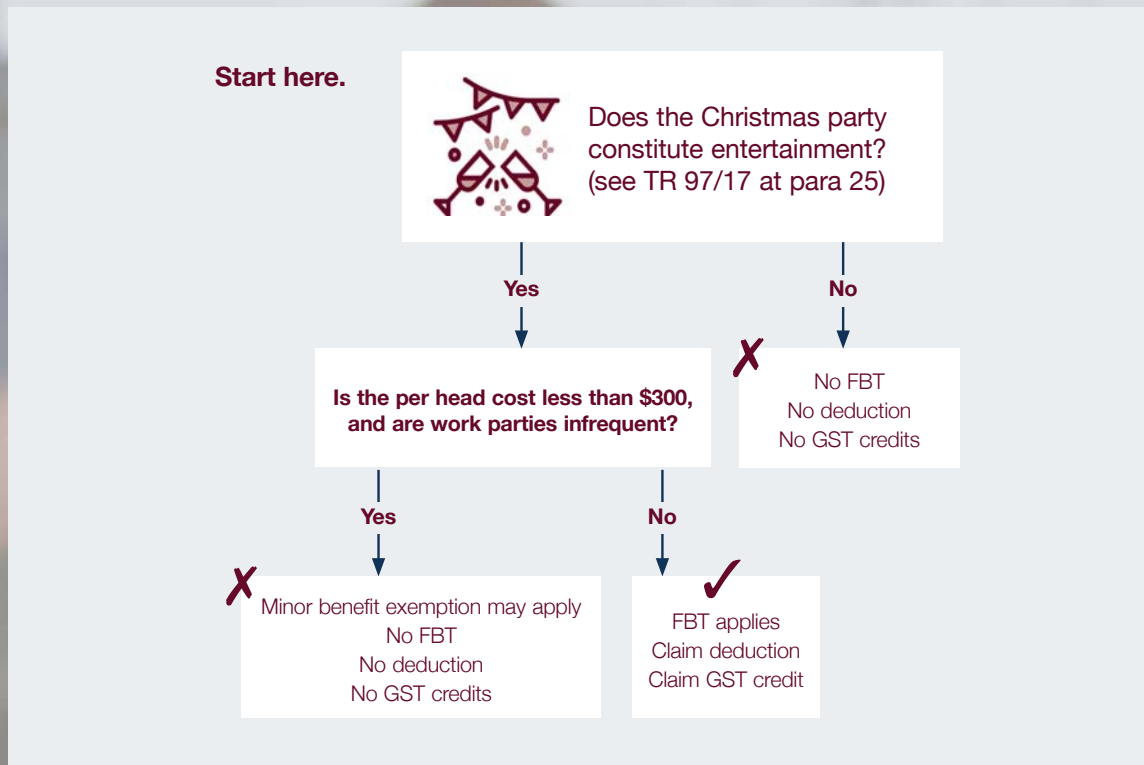 Start here.
Does the Christmas party
constitute entertainment?
(see TR 97/17 at para 25)
Yes
No
Is the per head cost less than $300,
and are work parties infrequent?
✗
No FBT
No deduction
No GST credits
Yes
No
✗
Minor benefit exemption may apply
No FBT
No deduction
No GST credits
✓
FBT applies
Claim deduction
Claim GST credit